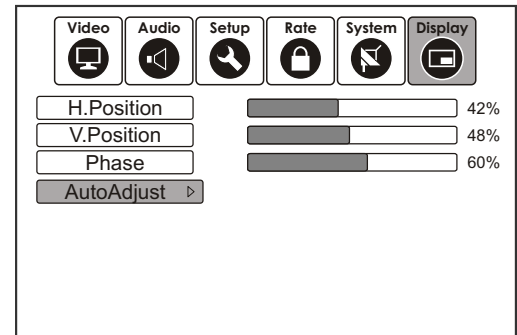 Video Audio Setup Rate System Display
H.Position 42%
V.Position 48%
Phase 60%
AutoAdjust